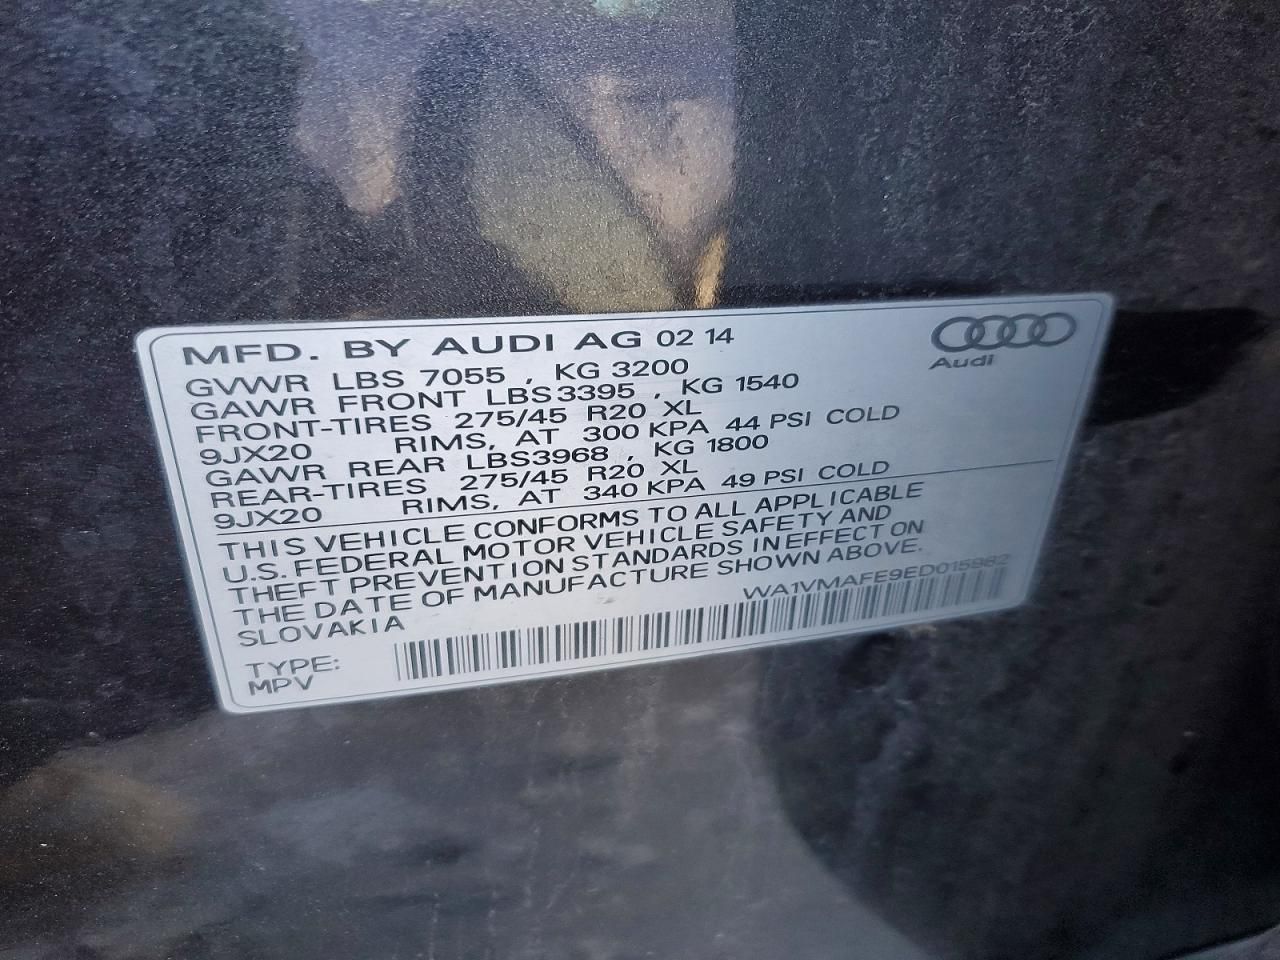 MFD. BY AUDI AG 02 14
Audi
GVWR LBS 7055 , KG 3200
GAWR FRONT LBS3395 , KG 1540
FRONT-TIRES 275/45 R20 XL
9JX20 RIMS, AT 300 KPA 44 PSI COLD
GAWR REAR LBS3968 , KG 1800
REAR-TIRES 275/45 R20 XL
9JX20 RIMS, AT 340 KPA 49 PSI COLD
THIS VEHICLE CONFORMS TO ALL APPLICABLE
U.S. FEDERAL MOTOR VEHICLE SAFETY AND
THEFT PREVENTION STANDARDS IN EFFECT ON
THE DATE OF MANUFACTURE SHOWN ABOVE.
SLOVAKIA
WA1VMAFE9ED015982
TYPE:
MPV